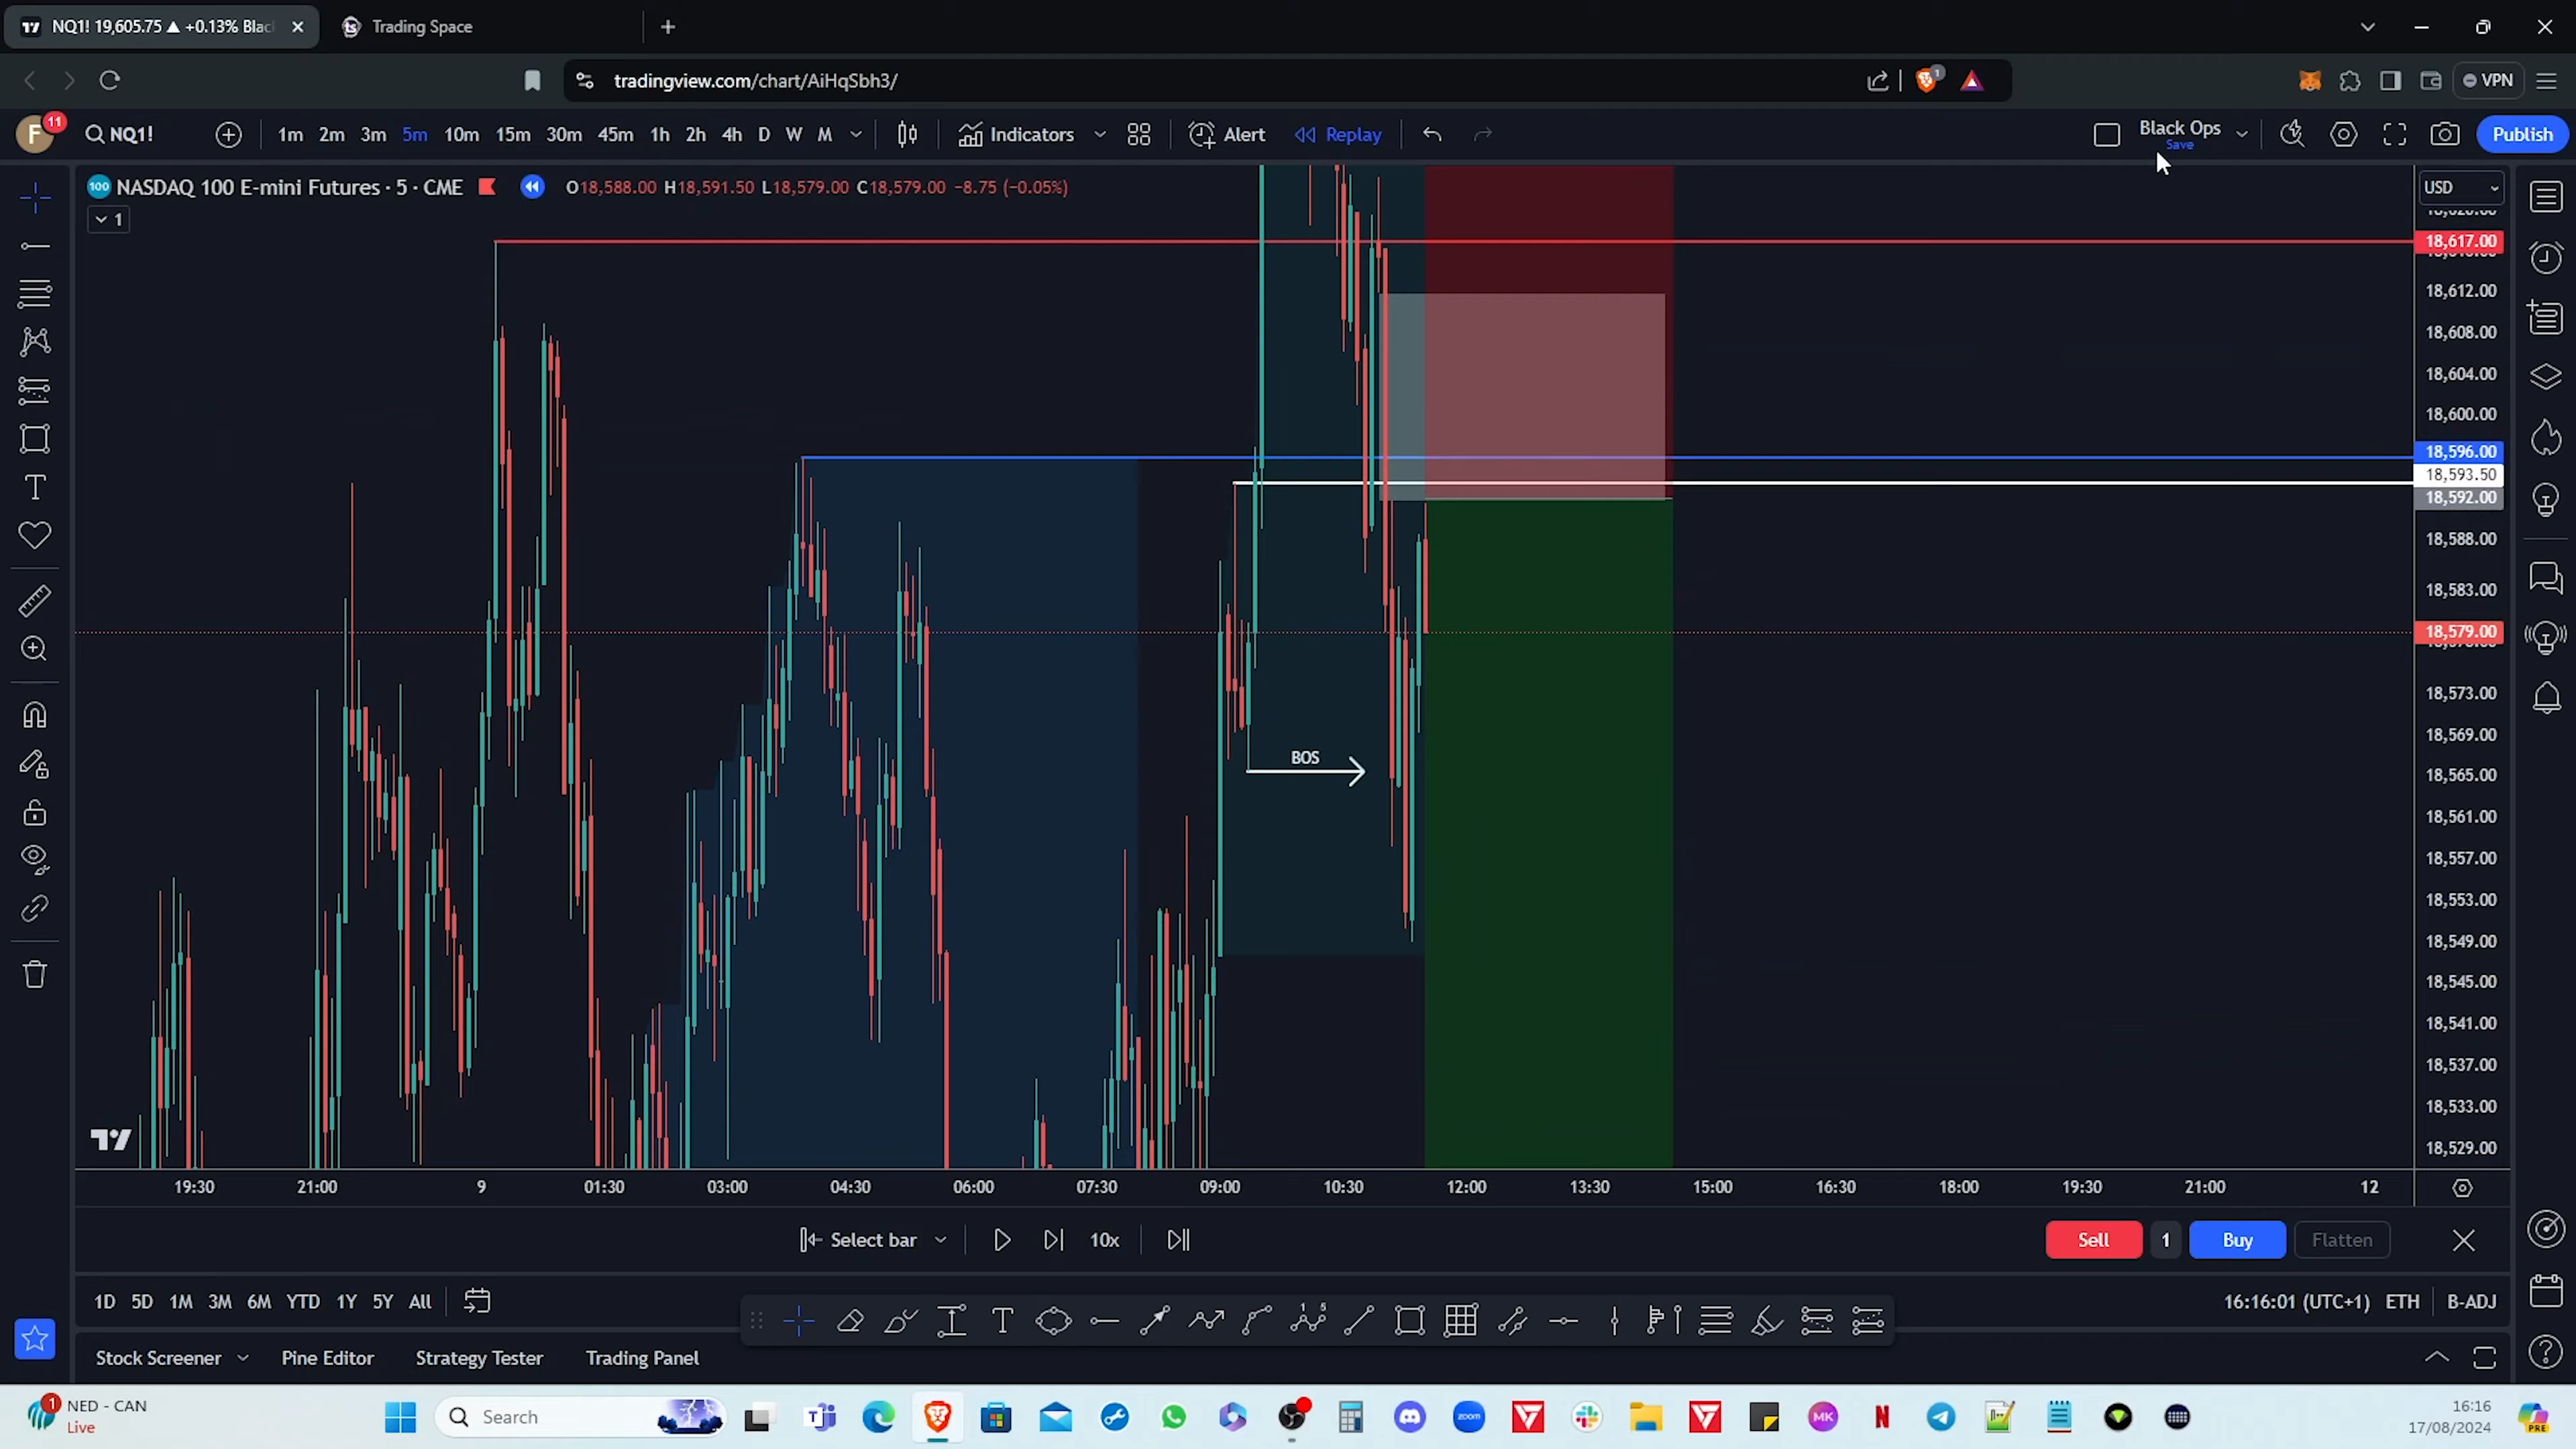 NQ1! 19,605.75 ▲ +0.13% Blac
Trading Space
tradingview.com/chart/AiHqSbh3/
1
VPN
F
11
NQ1!
1m 2m 3m 5m 10m 15m 30m 45m 1h 2h 4h D W M
Indicators
Alert
Replay
Black Ops
Save
Publish
100
NASDAQ 100 E-mini Futures · 5 · CME
O18,588.00 H18,591.50 L18,579.00 C18,579.00 −8.75 (−0.05%)
USD
1
18,617.00
18,612.00
18,608.00
18,604.00
18,600.00
18,596.00
18,593.50
18,592.00
18,588.00
18,583.00
18,579.00
18,573.00
18,569.00
BOS
18,565.00
18,561.00
18,557.00
18,553.00
18,549.00
18,545.00
18,541.00
18,537.00
18,533.00
18,529.00
19:30 21:00 9 01:30 03:00 04:30 06:00 07:30 09:00 10:30 12:00 13:30 15:00 16:30 18:00 19:30 21:00 12
Select bar
10x
Sell
1
Buy
Flatten
1D 5D 1M 3M 6M YTD 1Y 5Y All
16:16:01 (UTC+1) ETH B-ADJ
Stock Screener
Pine Editor
Strategy Tester
Trading Panel
1
NED - CAN
Live
Search
zoom
MK
N
16:16
17/08/2024
PRE